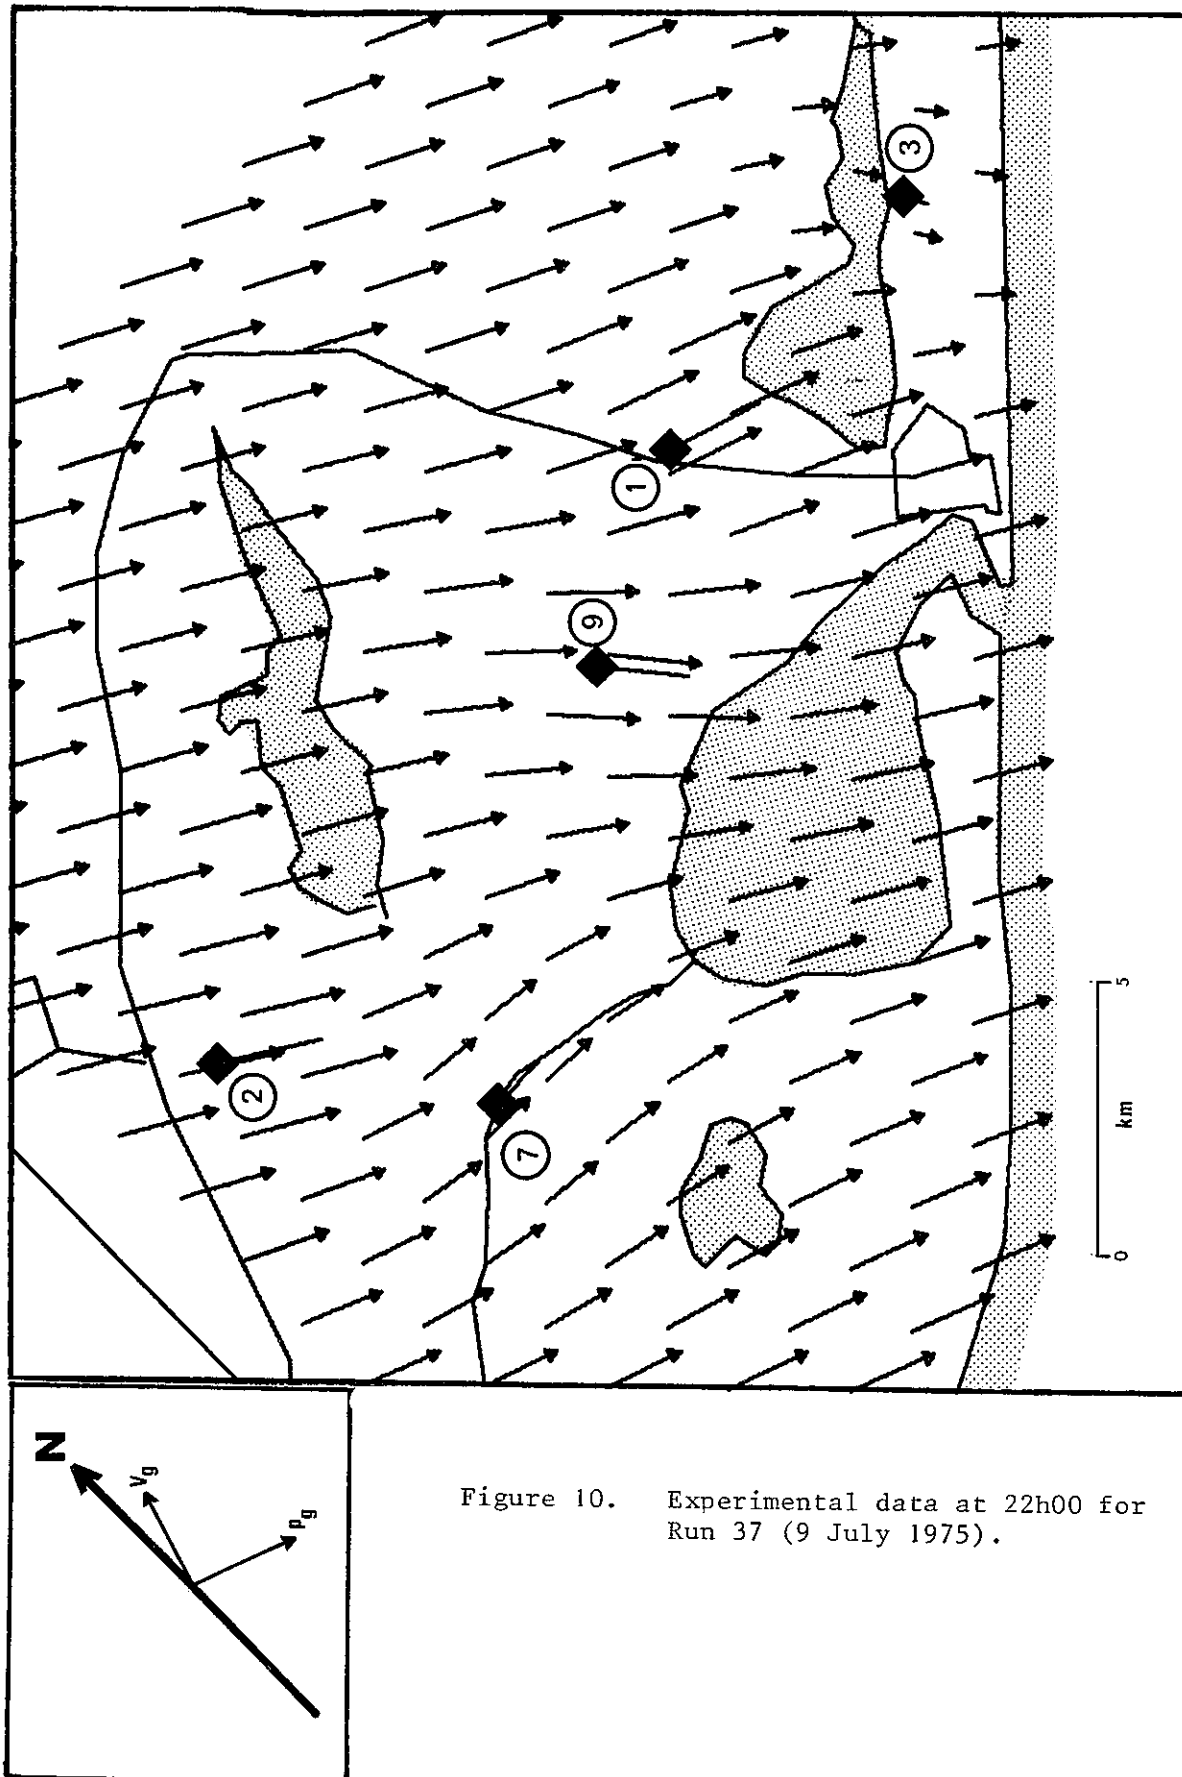 3
1
9
2
7
5
km
0
N
Vg
Pg
Figure 10. Experimental data at 22h00 for
Run 37 (9 July 1975).